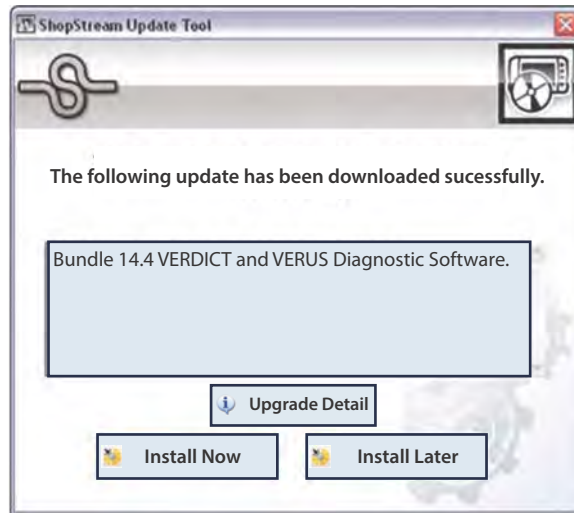 ShopStream Update Tool
The following update has been downloaded sucessfully.
Bundle 14.4 VERDICT and VERUS Diagnostic Software.
Upgrade Detail
Install Now
Install Later